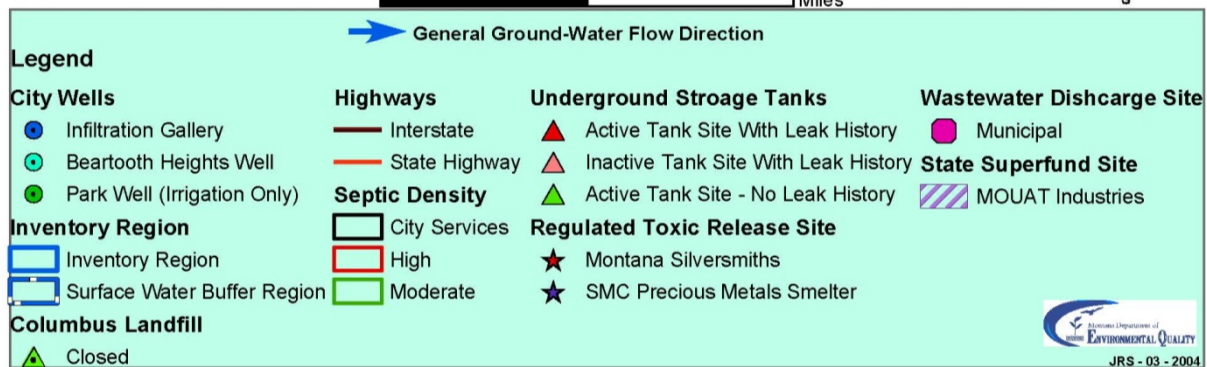 Miles
General Ground-Water Flow Direction
Legend
City Wells
Infiltration Gallery
Beartooth Heights Well
Park Well (Irrigation Only)
Inventory Region
Inventory Region
Surface Water Buffer Region
Columbus Landfill
Closed
Highways
Interstate
State Highway
Septic Density
City Services
High
Moderate
Underground Stroage Tanks
Active Tank Site With Leak History
Inactive Tank Site With Leak History
Active Tank Site - No Leak History
Regulated Toxic Release Site
Montana Silversmiths
SMC Precious Metals Smelter
Wastewater Dishcarge Site
Municipal
State Superfund Site
MOUAT Industries
Montana Department of
ENVIRONMENTAL QUALITY
JRS - 03 - 2004